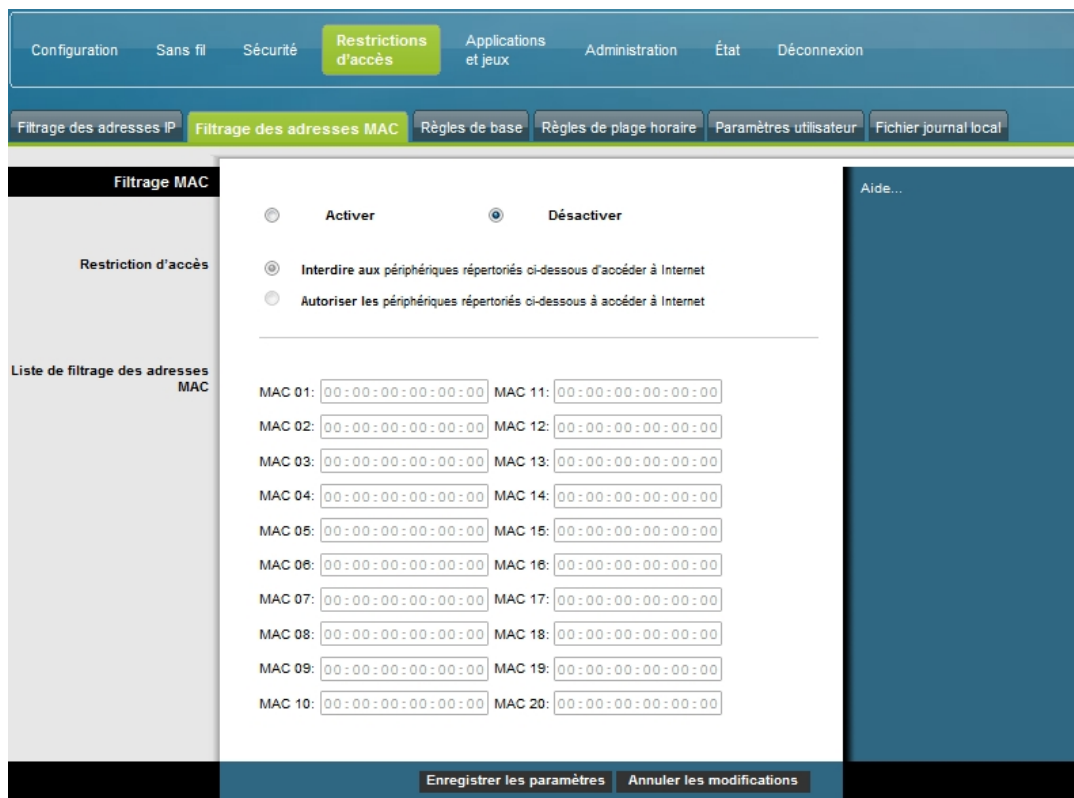 Configuration Sans fil Sécurité Restrictions d'accès Applications et jeux Administration État Déconnexion
Filtrage des adresses IP Filtrage des adresses MAC Règles de base Règles de plage horaire Paramètres utilisateur Fichier journal local
Filtrage MAC
Aide...
Activer Désactiver
Restriction d'accès
Interdire aux périphériques répertoriés ci-dessous d'accéder à Internet
Autoriser les périphériques répertoriés ci-dessous à accéder à Internet
Liste de filtrage des adresses MAC
MAC 01: 00:00:00:00:00:00 MAC 11: 00:00:00:00:00:00
MAC 02: 00:00:00:00:00:00 MAC 12: 00:00:00:00:00:00
MAC 03: 00:00:00:00:00:00 MAC 13: 00:00:00:00:00:00
MAC 04: 00:00:00:00:00:00 MAC 14: 00:00:00:00:00:00
MAC 05: 00:00:00:00:00:00 MAC 15: 00:00:00:00:00:00
MAC 06: 00:00:00:00:00:00 MAC 16: 00:00:00:00:00:00
MAC 07: 00:00:00:00:00:00 MAC 17: 00:00:00:00:00:00
MAC 08: 00:00:00:00:00:00 MAC 18: 00:00:00:00:00:00
MAC 09: 00:00:00:00:00:00 MAC 19: 00:00:00:00:00:00
MAC 10: 00:00:00:00:00:00 MAC 20: 00:00:00:00:00:00
Enregistrer les paramètres Annuler les modifications